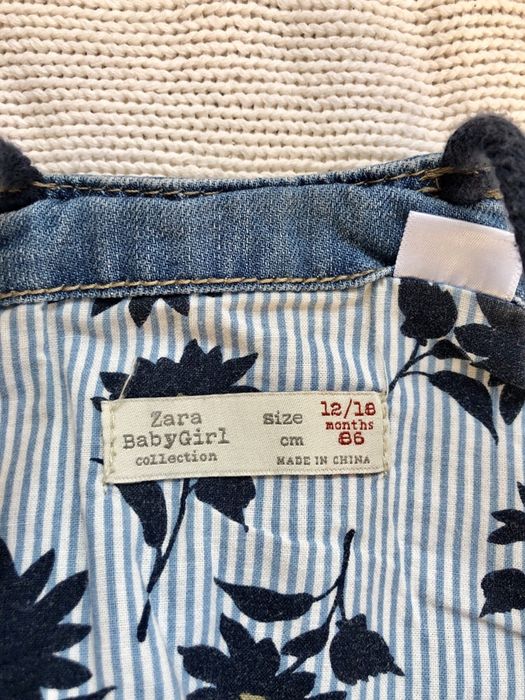 Zara
BabyGirl
collection
size 12/18
months
cm 86
MADE IN CHINA